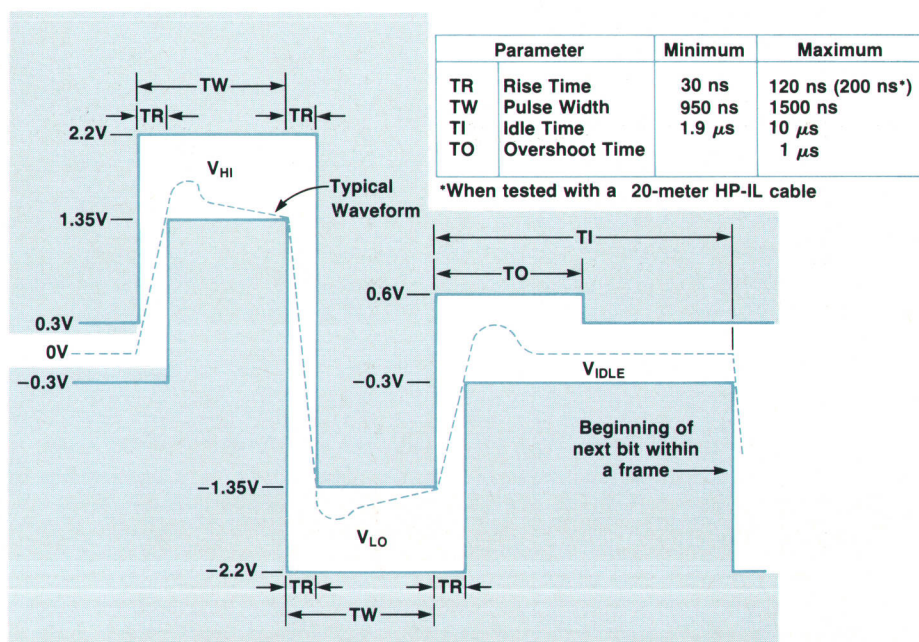 Parameter Minimum Maximum
TR Rise Time 30 ns 120 ns (200 ns*)
TW Pulse Width 950 ns 1500 ns
TI Idle Time 1.9 μs 10 μs
TO Overshoot Time 1 μs
*When tested with a 20-meter HP-IL cable
TW
TR TR
2.2V
VHI
Typical
Waveform
1.35V
TI
TO
0.6V
0.3V
0V
-0.3V
-0.3V
VIDLE
Beginning of
next bit within
a frame
-1.35V
VLO
-2.2V
TR TR
TW